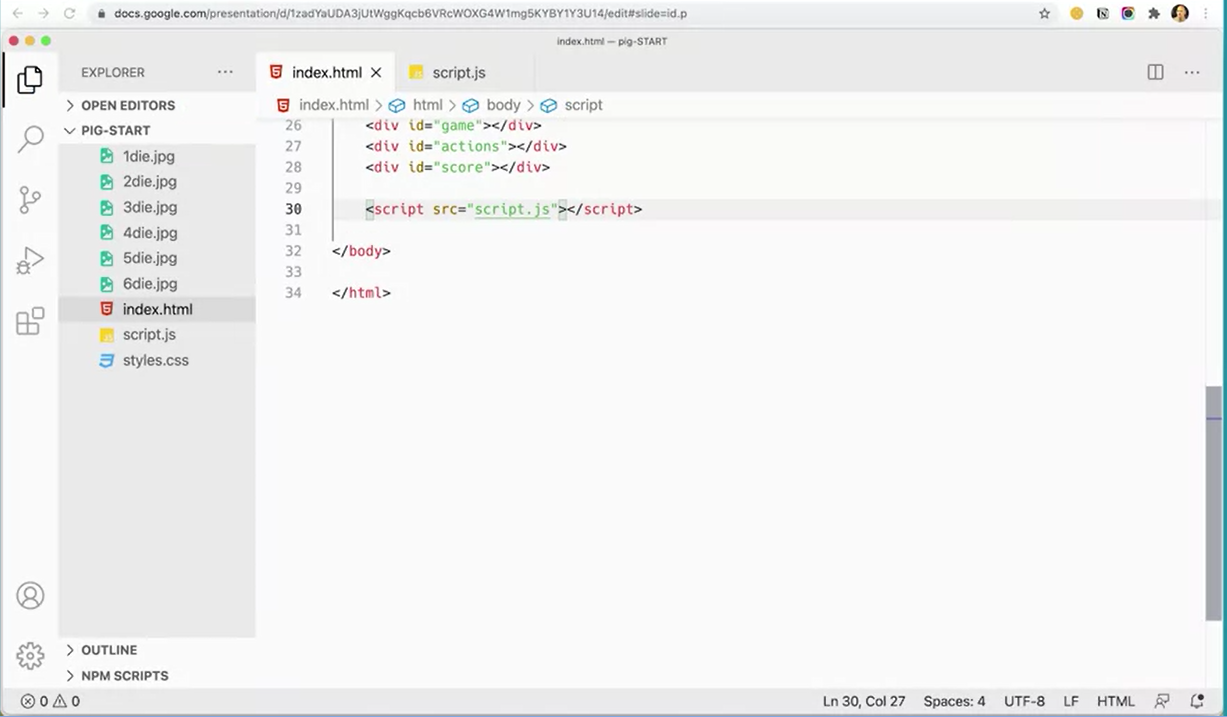 docs.google.com/presentation/d/1zadYaUDA3jUtWggKqcb6VRcWOXG4W1mg5KYBY1Y3U14/edit#slide=id.p
index.html — pig-START
EXPLORER
index.html
script.js
OPEN EDITORS
index.html > html > body > script
PIG-START
1die.jpg
2die.jpg
3die.jpg
4die.jpg
5die.jpg
6die.jpg
index.html
script.js
styles.css
26 <div id="game"></div>
27 <div id="actions"></div>
28 <div id="score"></div>
29
30 <script src="script.js"></script>
31
32 </body>
33
34 </html>
OUTLINE
NPM SCRIPTS
0 0 Ln 30, Col 27 Spaces: 4 UTF-8 LF HTML